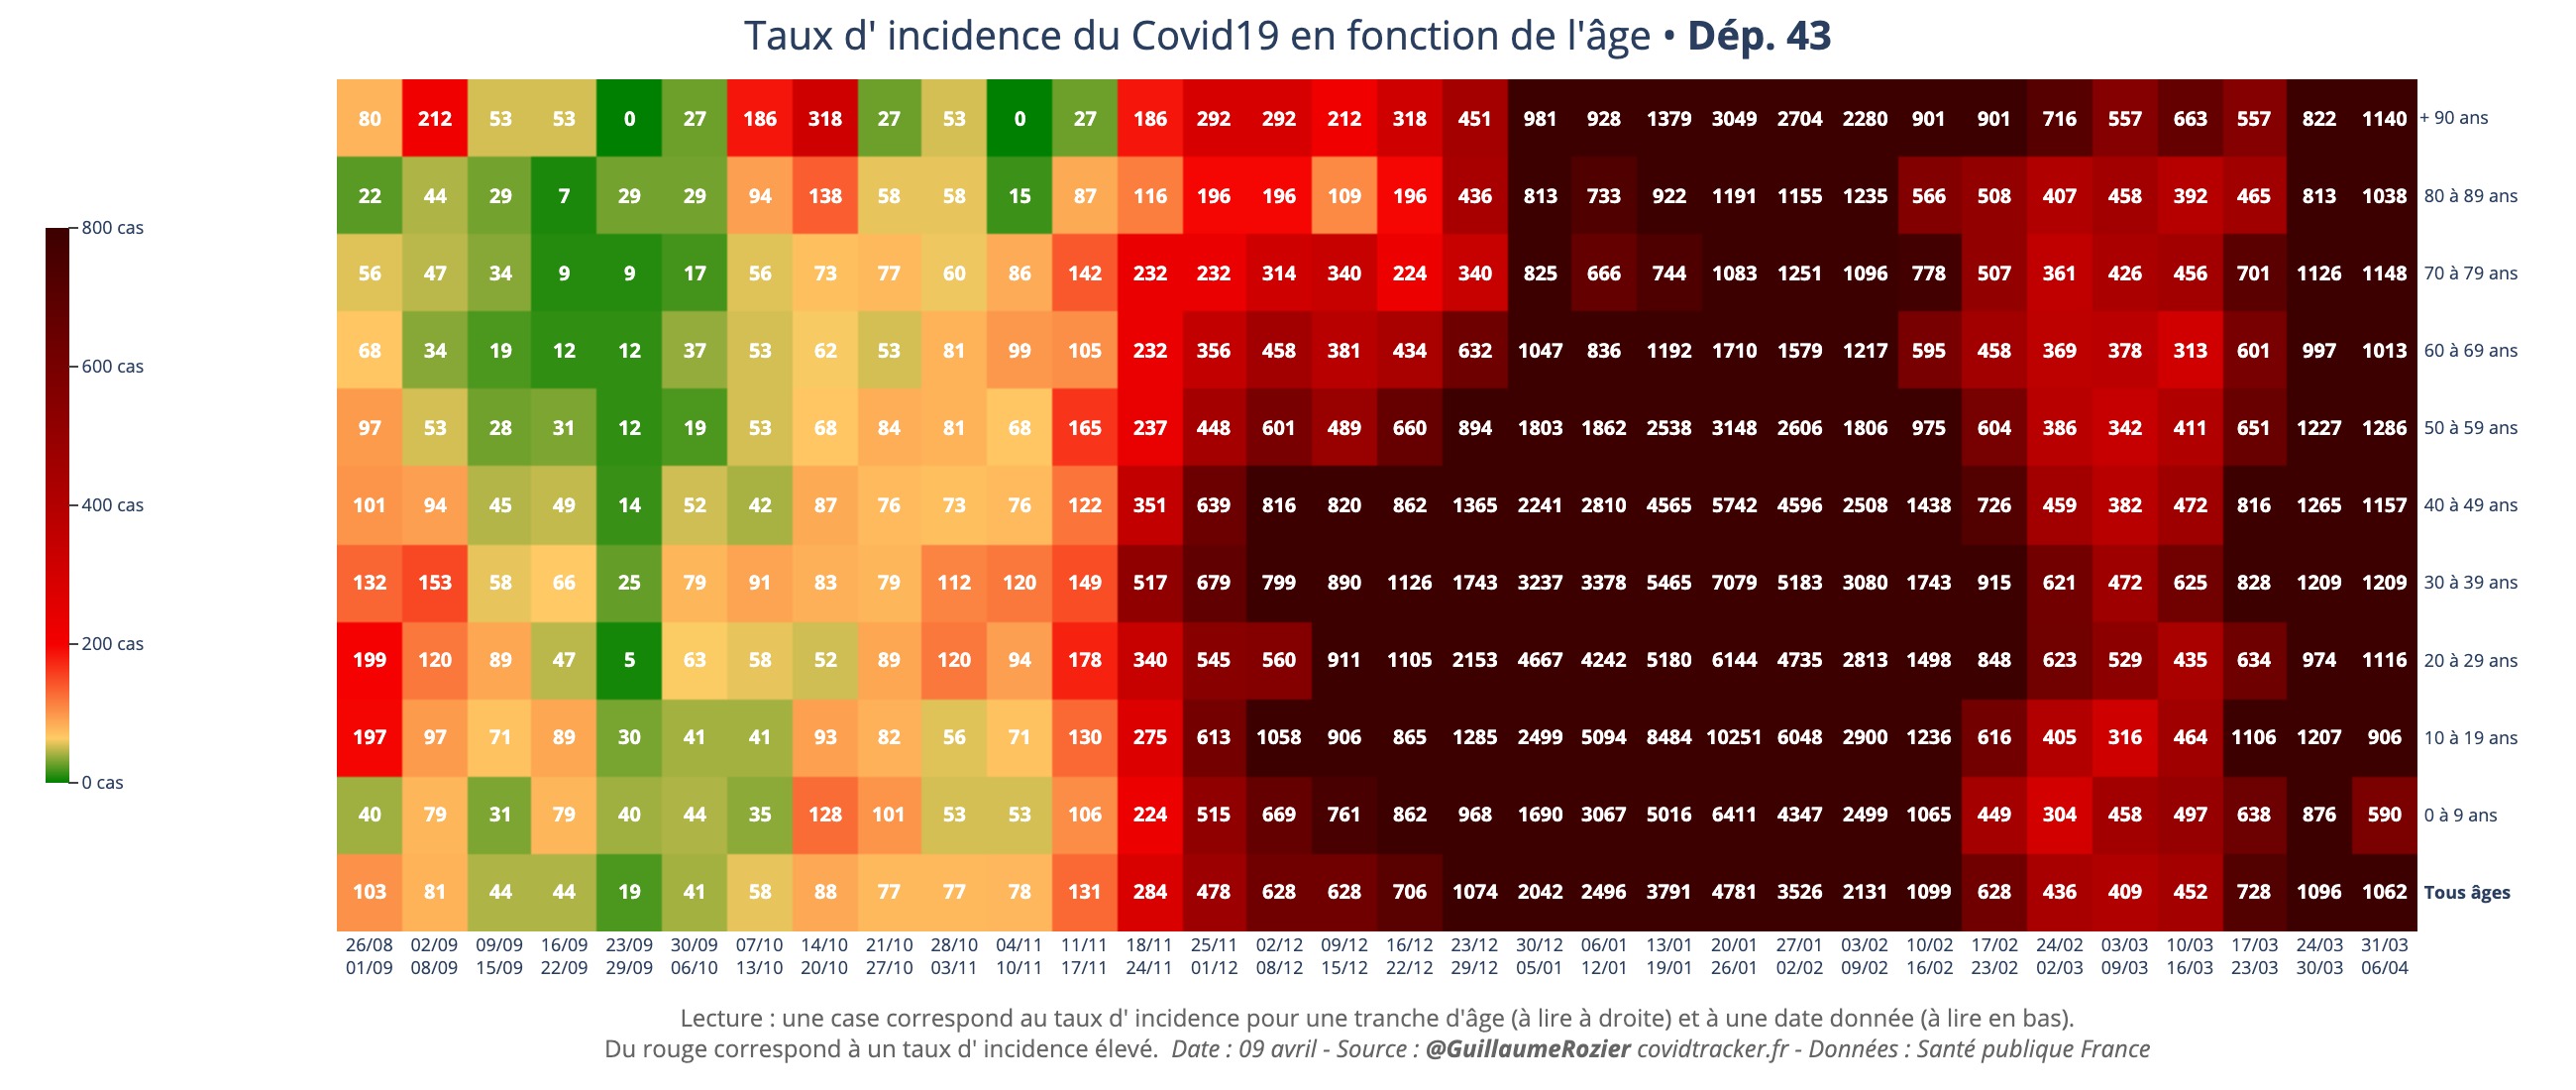 Taux d' incidence du Covid19 en fonction de l'âge • Dép. 43
800 cas
600 cas
400 cas
200 cas
0 cas
80 212 53 53 0 27 186 318 27 53 0 27 186 292 292 212 318 451 981 928 1379 3049 2704 2280 901 901 716 557 663 557 822 1140 + 90 ans
22 44 29 7 29 29 94 138 58 58 15 87 116 196 196 109 196 436 813 733 922 1191 1155 1235 566 508 407 458 392 465 813 1038 80 à 89 ans
56 47 34 9 9 17 56 73 77 60 86 142 232 232 314 340 224 340 825 666 744 1083 1251 1096 778 507 361 426 456 701 1126 1148 70 à 79 ans
68 34 19 12 12 37 53 62 53 81 99 105 232 356 458 381 434 632 1047 836 1192 1710 1579 1217 595 458 369 378 313 601 997 1013 60 à 69 ans
97 53 28 31 12 19 53 68 84 81 68 165 237 448 601 489 660 894 1803 1862 2538 3148 2606 1806 975 604 386 342 411 651 1227 1286 50 à 59 ans
101 94 45 49 14 52 42 87 76 73 76 122 351 639 816 820 862 1365 2241 2810 4565 5742 4596 2508 1438 726 459 382 472 816 1265 1157 40 à 49 ans
132 153 58 66 25 79 91 83 79 112 120 149 517 679 799 890 1126 1743 3237 3378 5465 7079 5183 3080 1743 915 621 472 625 828 1209 1209 30 à 39 ans
199 120 89 47 5 63 58 52 89 120 94 178 340 545 560 911 1105 2153 4667 4242 5180 6144 4735 2813 1498 848 623 529 435 634 974 1116 20 à 29 ans
197 97 71 89 30 41 41 93 82 56 71 130 275 613 1058 906 865 1285 2499 5094 8484 10251 6048 2900 1236 616 405 316 464 1106 1207 906 10 à 19 ans
40 79 31 79 40 44 35 128 101 53 53 106 224 515 669 761 862 968 1690 3067 5016 6411 4347 2499 1065 449 304 458 497 638 876 590 0 à 9 ans
103 81 44 44 19 41 58 88 77 77 78 131 284 478 628 628 706 1074 2042 2496 3791 4781 3526 2131 1099 628 436 409 452 728 1096 1062 Tous âges
26/08 02/09 09/09 16/09 23/09 30/09 07/10 14/10 21/10 28/10 04/11 11/11 18/11 25/11 02/12 09/12 16/12 23/12 30/12 06/01 13/01 20/01 27/01 03/02 10/02 17/02 24/02 03/03 10/03 17/03 24/03 31/03
01/09 08/09 15/09 22/09 29/09 06/10 13/10 20/10 27/10 03/11 10/11 17/11 24/11 01/12 08/12 15/12 22/12 29/12 05/01 12/01 19/01 26/01 02/02 09/02 16/02 23/02 02/03 09/03 16/03 23/03 30/03 06/04
Lecture : une case correspond au taux d' incidence pour une tranche d'âge (à lire à droite) et à une date donnée (à lire en bas).
Du rouge correspond à un taux d' incidence élevé. Date : 09 avril - Source : @GuillaumeRozier covidtracker.fr - Données : Santé publique France